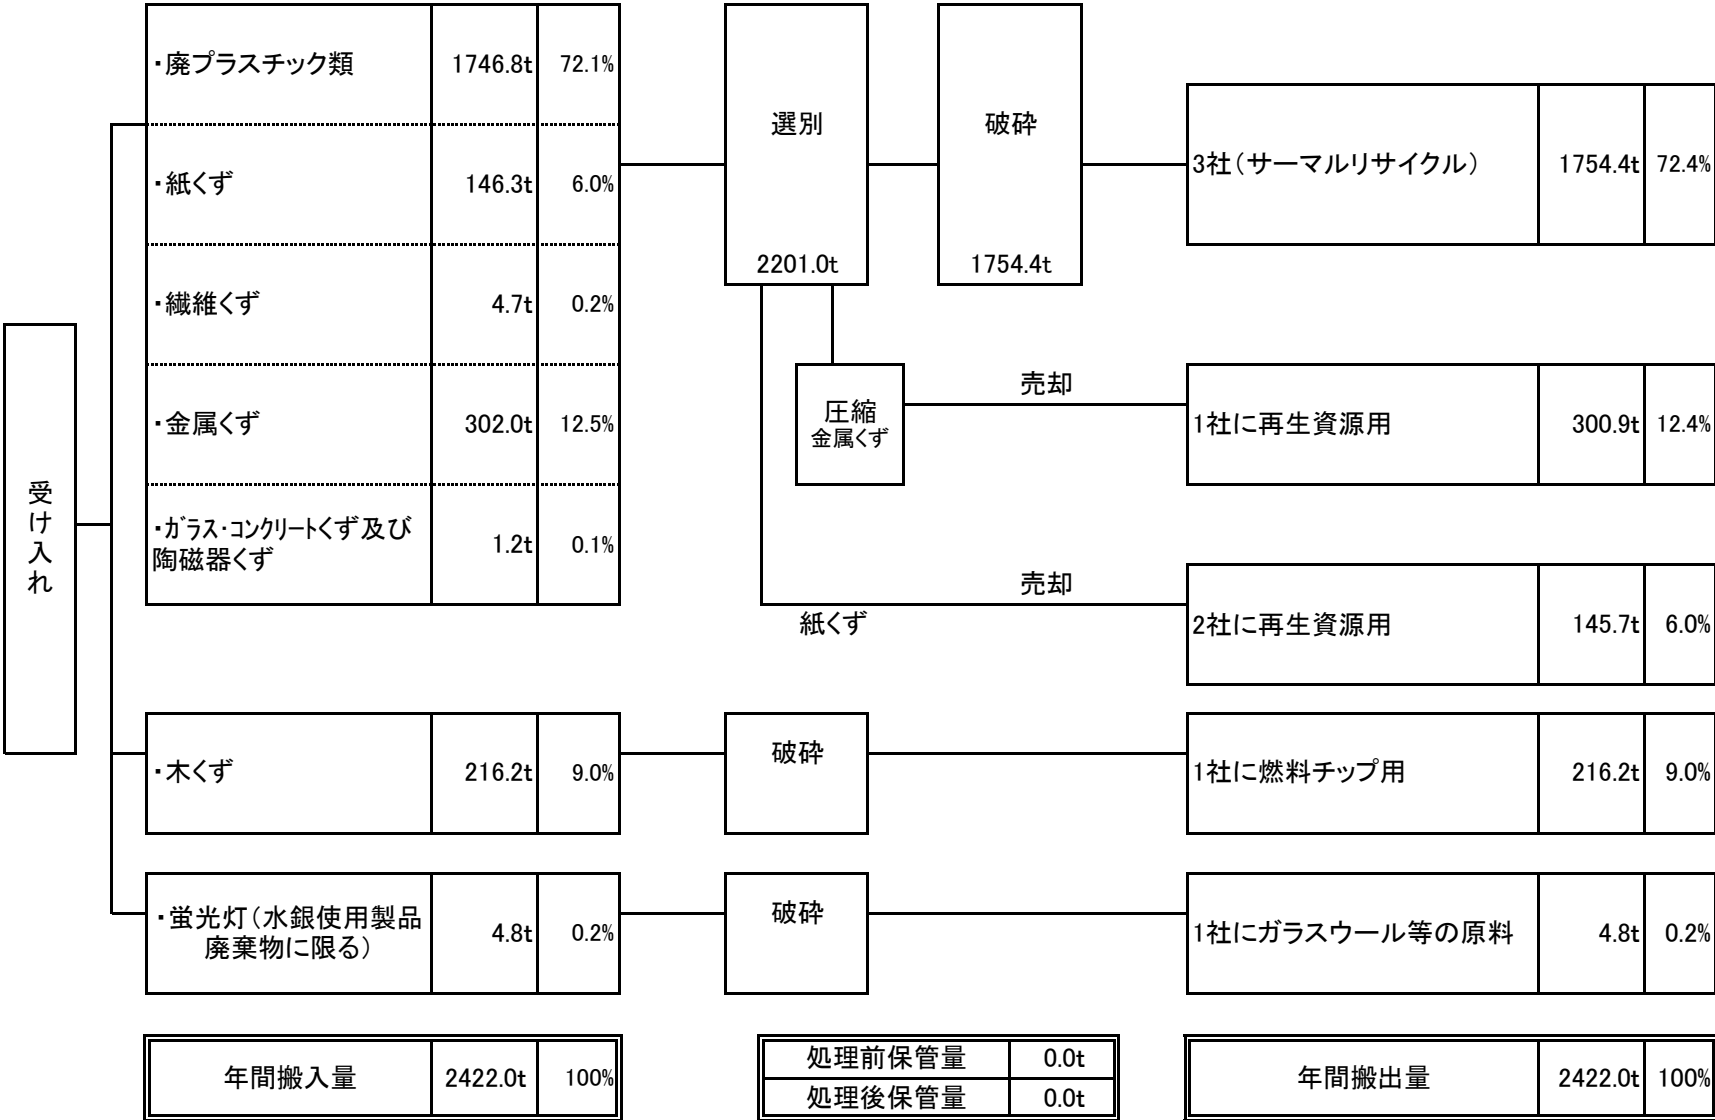 受け入れ
・廃プラスチック類 1746.8t 72.1%
・紙くず 146.3t 6.0%
・繊維くず 4.7t 0.2%
・金属くず 302.0t 12.5%
・ガラス・コンクリートくず及び
陶磁器くず 1.2t 0.1%
・木くず 216.2t 9.0%
・蛍光灯(水銀使用製品
廃棄物に限る) 4.8t 0.2%
年間搬入量 2422.0t 100%
選別
2201.0t
破砕
1754.4t
圧縮
金属くず
売却
売却
紙くず
破砕
破砕
処理前保管量 0.0t
処理後保管量 0.0t
3社(サーマルリサイクル) 1754.4t 72.4%
1社に再生資源用 300.9t 12.4%
2社に再生資源用 145.7t 6.0%
1社に燃料チップ用 216.2t 9.0%
1社にガラスウール等の原料 4.8t 0.2%
年間搬出量 2422.0t 100%